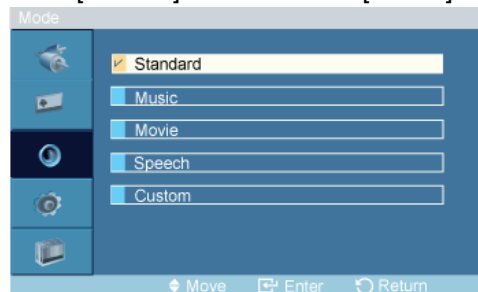 Mode
Standard
Music
Movie
Speech
Custom
Move Enter Return